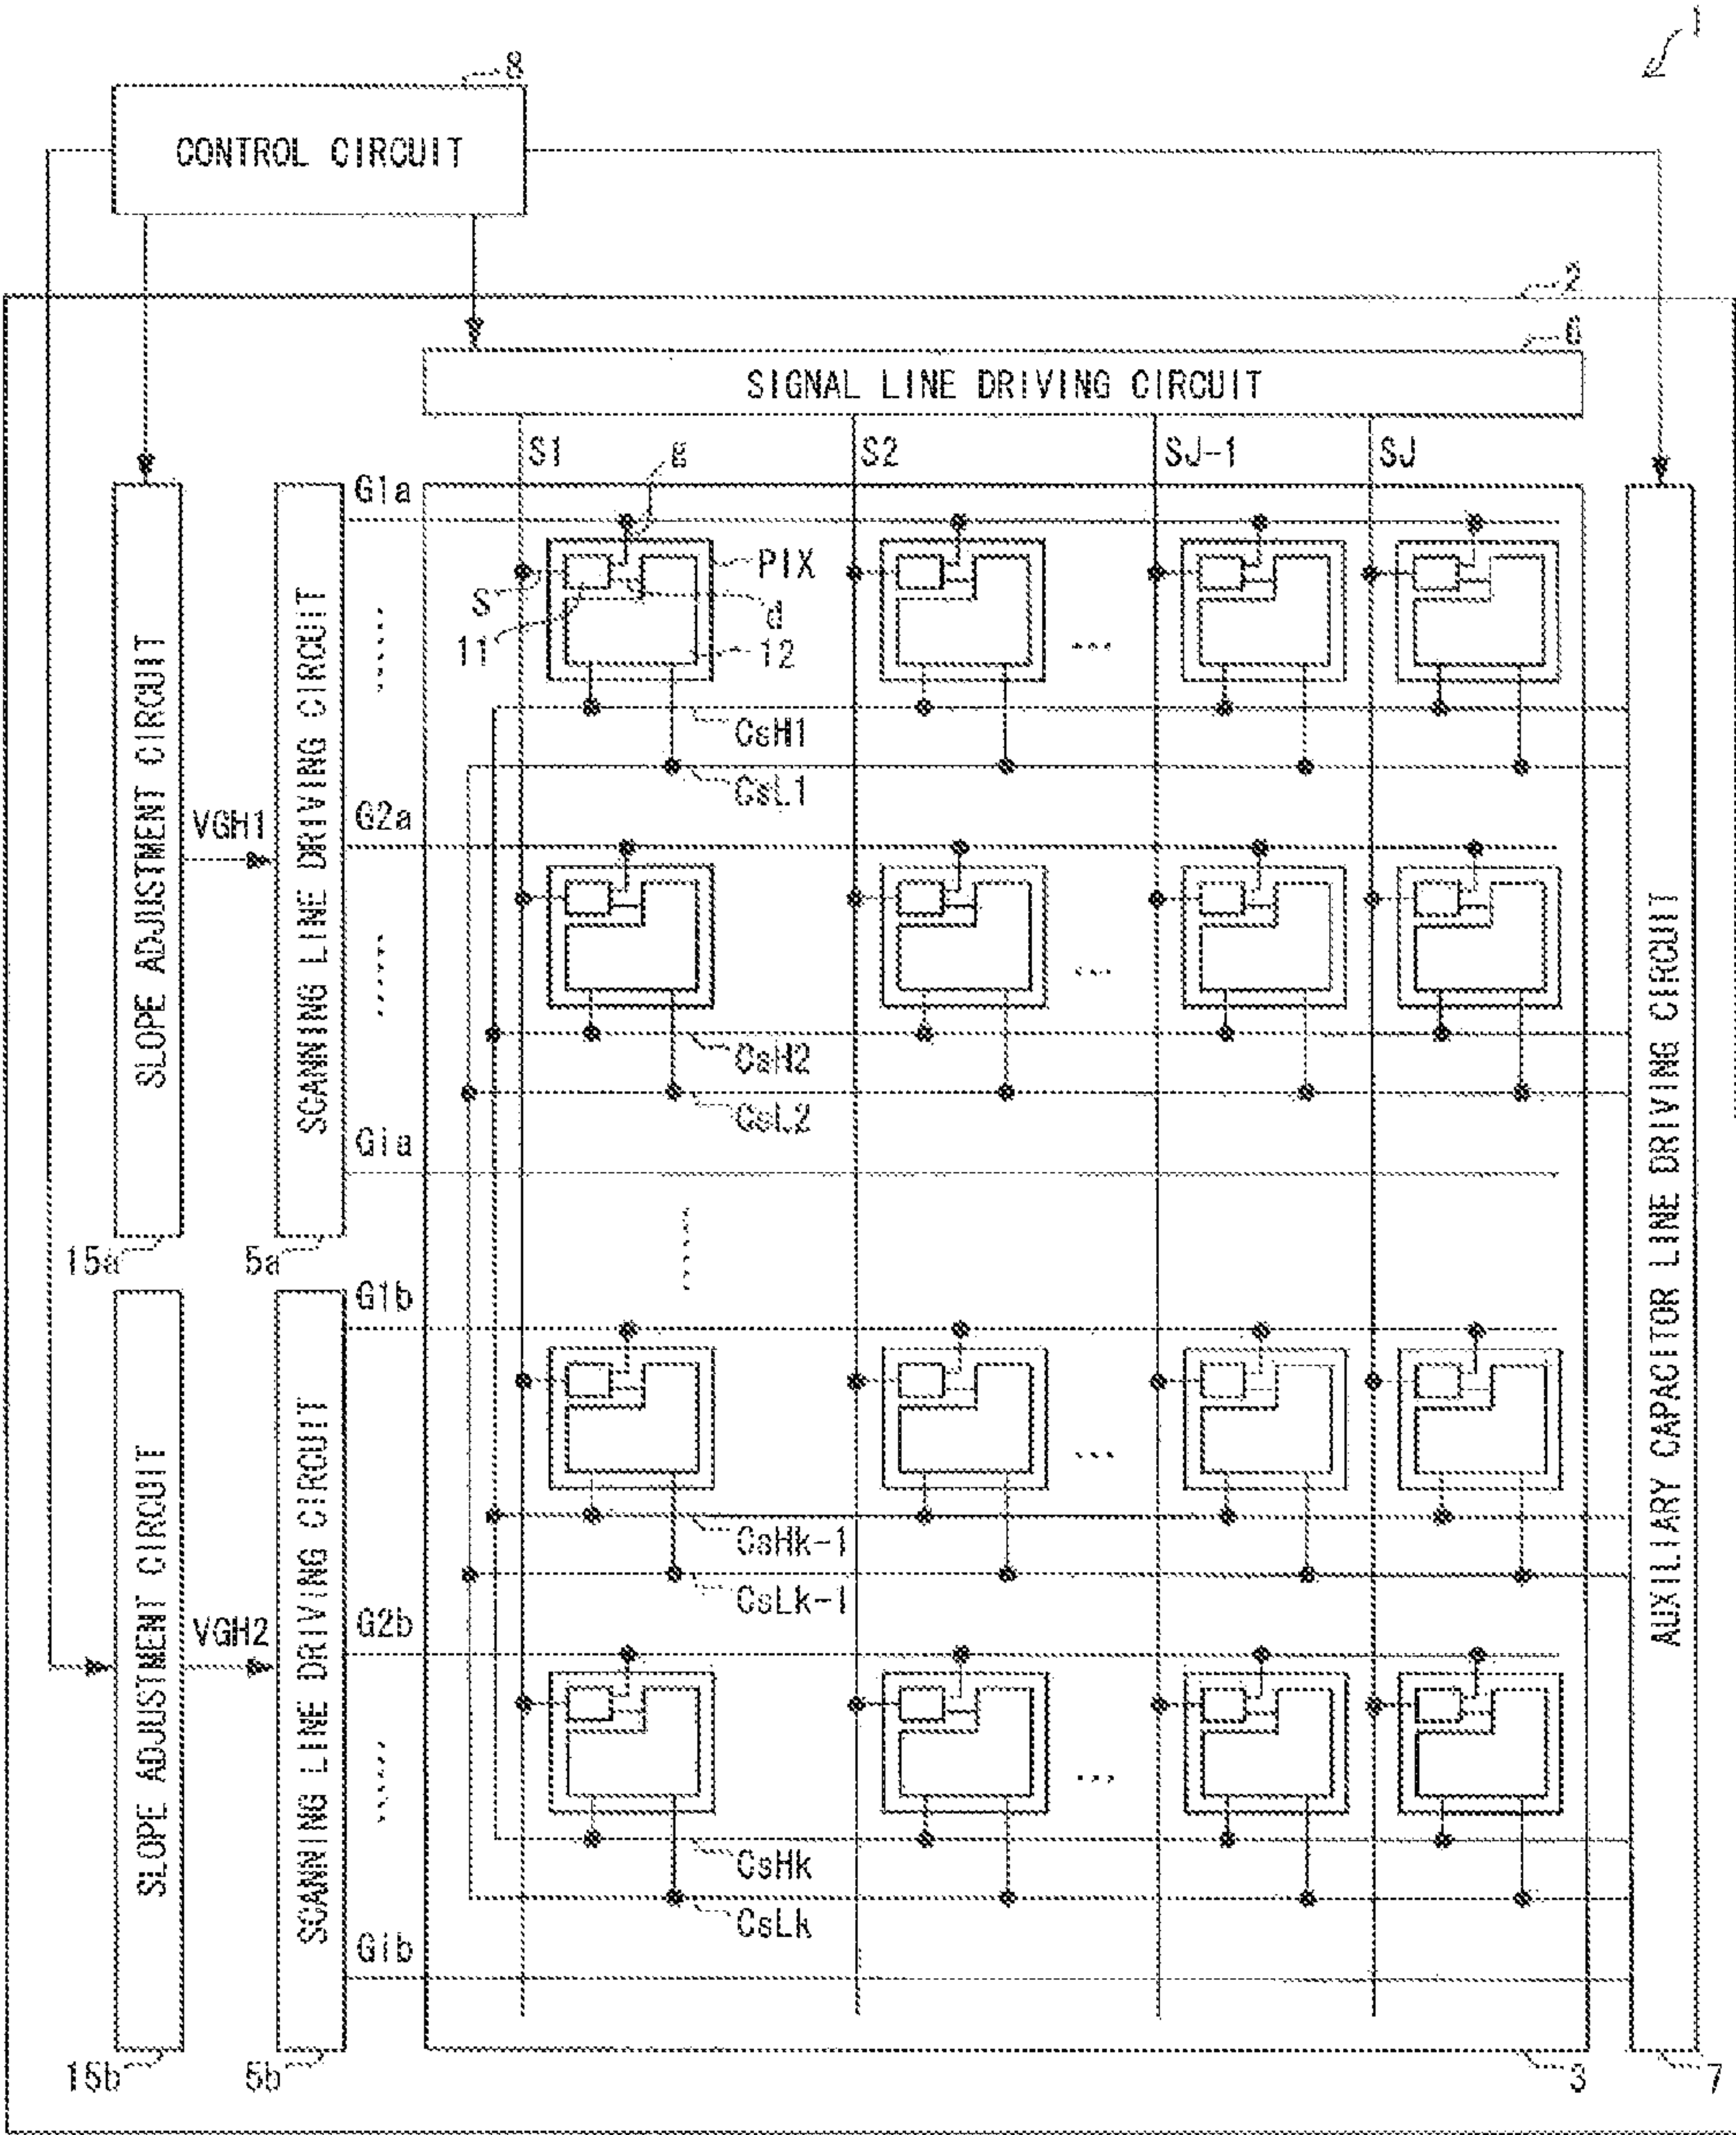 1
8
CONTROL CIRCUIT
2
6
SIGNAL LINE DRIVING CIRCUIT
S1
g
S2
SJ-1
SJ
G1a
PIX
S
d
11
12
...
CsH1
CsL1
SLOPE ADJUSTMENT CIRCUIT
VGH1
SCANNING LINE DRIVING CIRCUIT
G2a
...
CsH2
CsL2
Gia
15a
5a
AUXILIARY CAPACITOR LINE DRIVING CIRCUIT
G1b
...
CsHk-1
CsLk-1
SLOPE ADJUSTMENT CIRCUIT
VGH2
SCANNING LINE DRIVING CIRCUIT
G2b
...
CsHk
CsLk
Gib
15b
5b
3
7